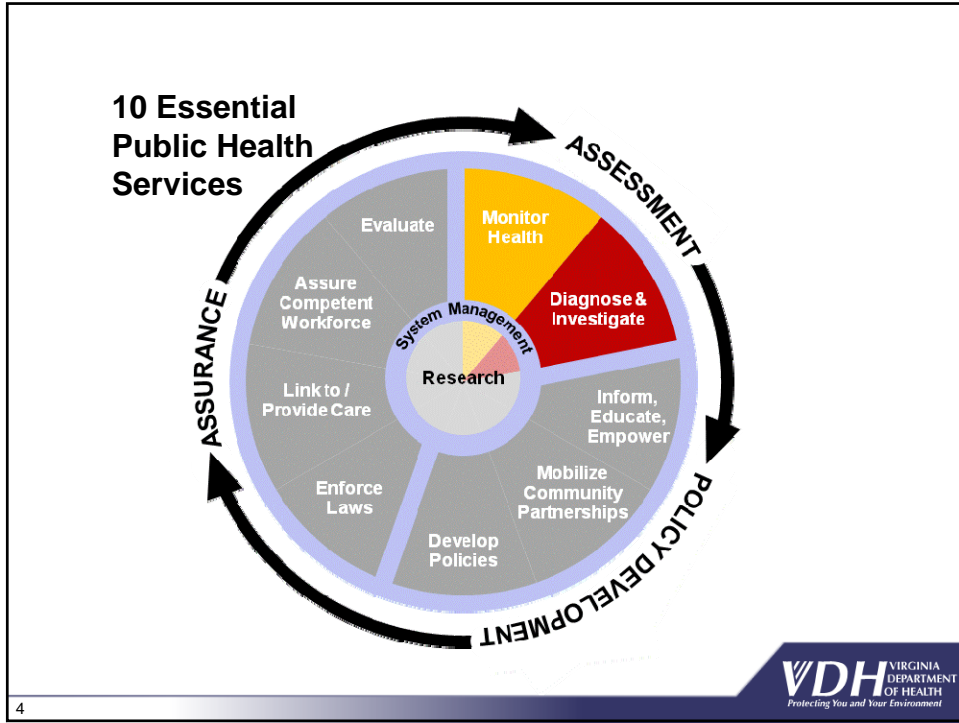 10 Essential
Public Health
Services
ASSESSMENT
Evaluate
Monitor
Health
Assure
Competent
Workforce
Diagnose &
Investigate
System Management
Research
ASSURANCE
Link to /
Provide Care
Inform,
Educate,
Empower
Mobilize
Community
Partnerships
Enforce
Laws
Develop
Policies
POLICY DEVELOPMENT
VDH VIRGINIA
DEPARTMENT
OF HEALTH
Protecting You and Your Environment
4